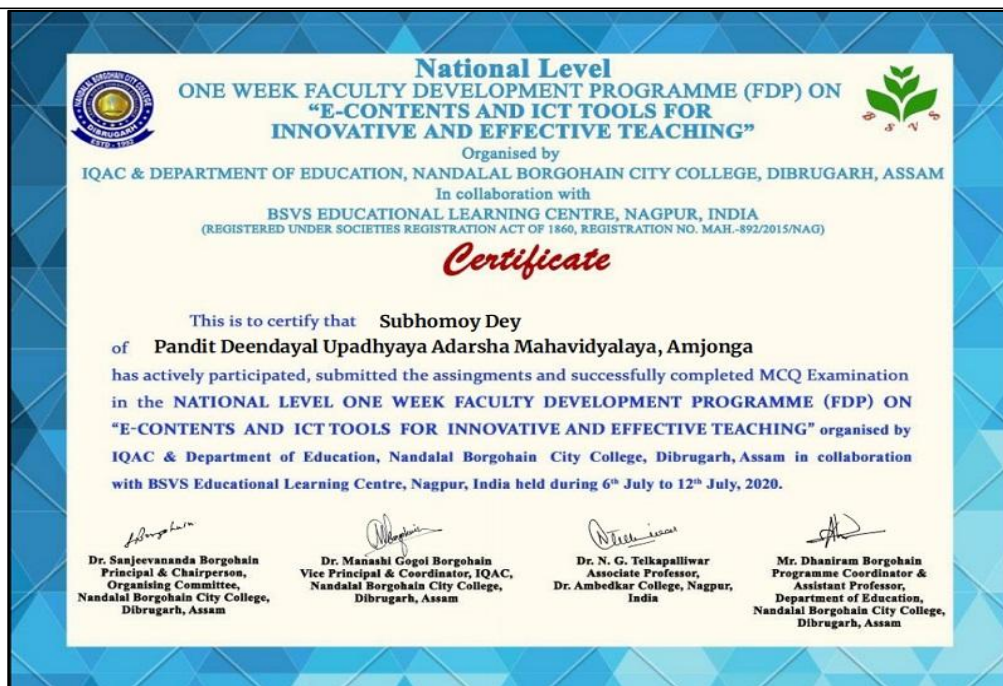 National Level
ONE WEEK FACULTY DEVELOPMENT PROGRAMME (FDP) ON
“E-CONTENTS AND ICT TOOLS FOR
INNOVATIVE AND EFFECTIVE TEACHING”
Organised by
IQAC & DEPARTMENT OF EDUCATION, NANDALAL BORGOHAIN CITY COLLEGE, DIBRUGARH, ASSAM
In collaboration with
BSVS EDUCATIONAL LEARNING CENTRE, NAGPUR, INDIA
(REGISTERED UNDER SOCIETIES REGISTRATION ACT OF 1860, REGISTRATION NO. MAH.-892/2015/NAG)
NANDALAL BORGOHAIN CITY COLLEGE
DIBRUGARH
ESTD - 1992
B S V S
Certificate
This is to certify that Subhomoy Dey
of Pandit Deendayal Upadhyaya Adarsha Mahavidyalaya, Amjonga
has actively participated, submitted the assingments and successfully completed MCQ Examination
in the NATIONAL LEVEL ONE WEEK FACULTY DEVELOPMENT PROGRAMME (FDP) ON
“E-CONTENTS AND ICT TOOLS FOR INNOVATIVE AND EFFECTIVE TEACHING” organised by
IQAC & Department of Education, Nandalal Borgohain City College, Dibrugarh, Assam in collaboration
with BSVS Educational Learning Centre, Nagpur, India held during 6th July to 12th July, 2020.
Dr. Sanjeevananda Borgohain
Principal & Chairperson,
Organising Committee,
Nandalal Borgohain City College,
Dibrugarh, Assam
Dr. Manashi Gogoi Borgohain
Vice Principal & Coordinator, IQAC,
Nandalal Borgohain City College,
Dibrugarh, Assam
Dr. N. G. Telkapalliwar
Associate Professor,
Dr. Ambedkar College, Nagpur,
India
Mr. Dhaniram Borgohain
Programme Coordinator &
Assistant Professor,
Department of Education,
Nandalal Borgohain City College,
Dibrugarh, Assam